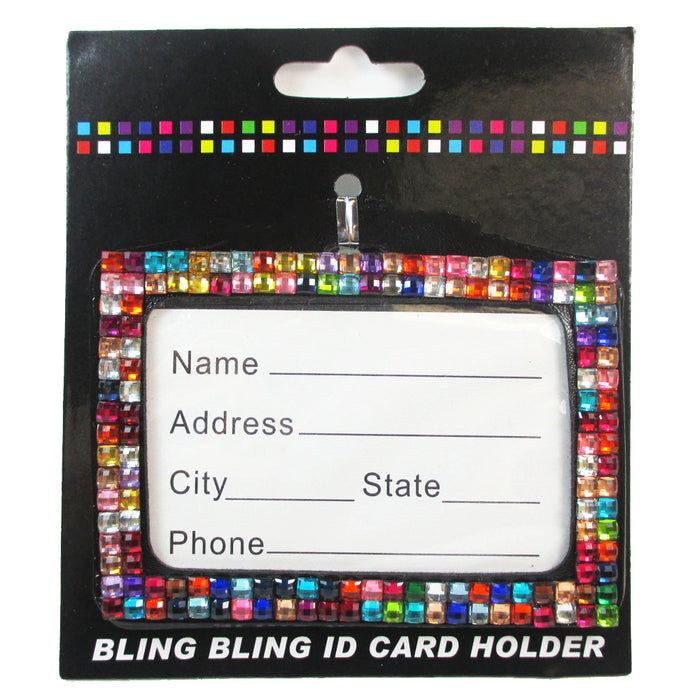 Name
Address
City State
Phone
BLING BLING ID CARD HOLDER